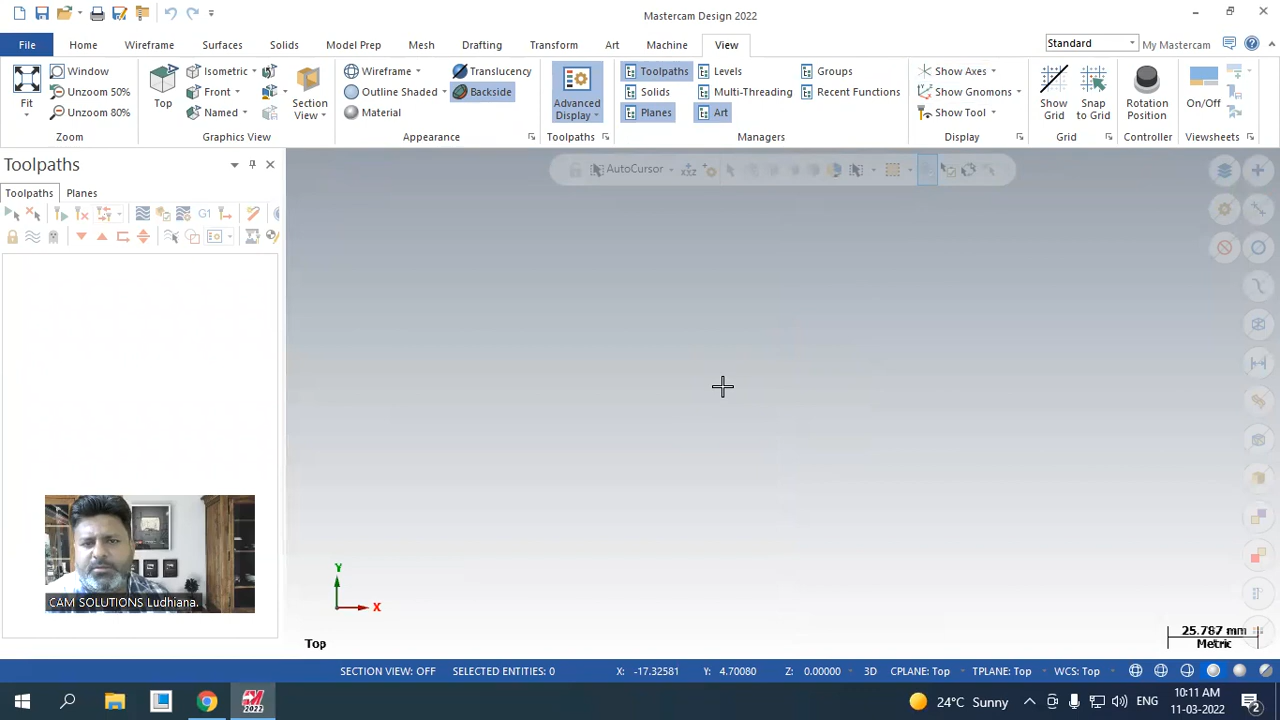 Mastercam Design 2022
File Home Wireframe Surfaces Solids Model Prep Mesh Drafting Transform Art Machine View Standard My Mastercam
Fit
Window
Unzoom 50%
Unzoom 80%
Zoom
Top
Isometric
Front
Named
Section View
Graphics View
Wireframe
Outline Shaded
Material
Translucency
Backside
Appearance
Advanced Display
Toolpaths
Toolpaths
Solids
Planes
Levels
Multi-Threading
Art
Groups
Recent Functions
Managers
Show Axes
Show Gnomons
Show Tool
Display
Show Grid
Snap to Grid
Grid
Rotation Position
Controller
On/Off
Viewsheets
Toolpaths
Toolpaths Planes
G1
AutoCursor
CAM SOLUTIONS Ludhiana.
Y
X
Top
25.787 mm
Metric
SECTION VIEW: OFF SELECTED ENTITIES: 0 X: -17.32581 Y: 4.70080 Z: 0.00000 3D CPLANE: Top TPLANE: Top WCS: Top
2022
24°C Sunny
ENG
10:11 AM
11-03-2022
2